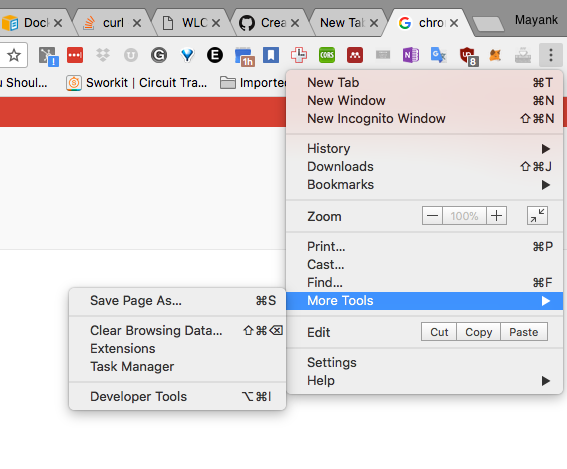 Dock
curl
WLC
Crea
New Tab
chro
Mayank
!
1h
CORS
8
u Shoul...
Sworkit | Circuit Tra...
Importe
New Tab ⌘T
New Window ⌘N
New Incognito Window ⇧⌘N
History
Downloads ⇧⌘J
Bookmarks
Zoom − 100% +
Print... ⌘P
Cast...
Find... ⌘F
More Tools
Save Page As... ⌘S
Clear Browsing Data... ⇧⌘⌫
Extensions
Task Manager
Developer Tools ⌥⌘I
Edit Cut Copy Paste
Settings
Help